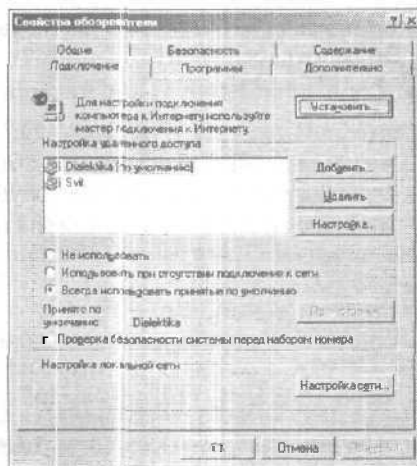 Свойства обозревателя
Общие Безопасность Содержание
Подключение Программы Дополнительно
Для настройки подключения
компьютера к Интернету используйте
мастер подключения к Интернету.
Установить...
Настройка удаленного доступа
Dialektika (по умолчанию)
Svit
Добавить...
Удалить
Настройка...
Не использовать
Использовать при отсутствии подключение к сети
Всегда использовать принятые по умолчанию
Принято по
умолчанию Dialektika
Проверка безопасности системы перед набором номера
Настройка локальной сети
Настройка сети...
Отмена